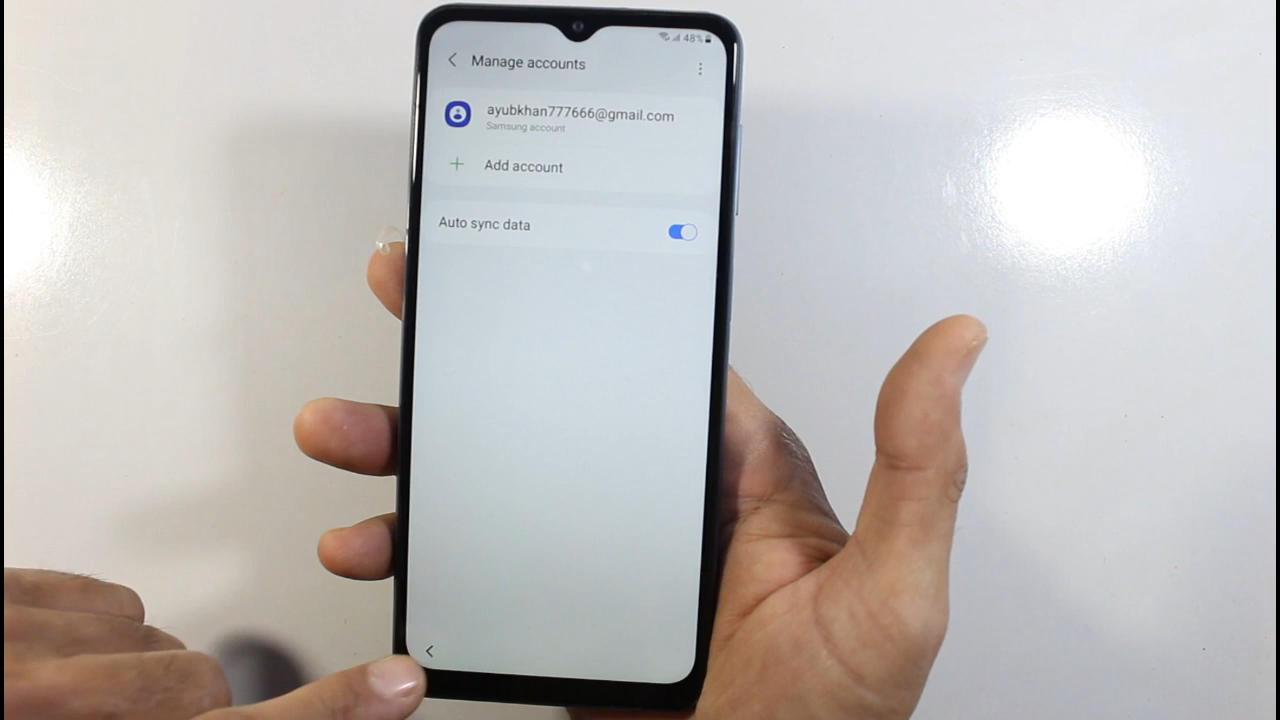 48%
Manage accounts
ayubkhan777666@gmail.com
Samsung account
Add account
Auto sync data